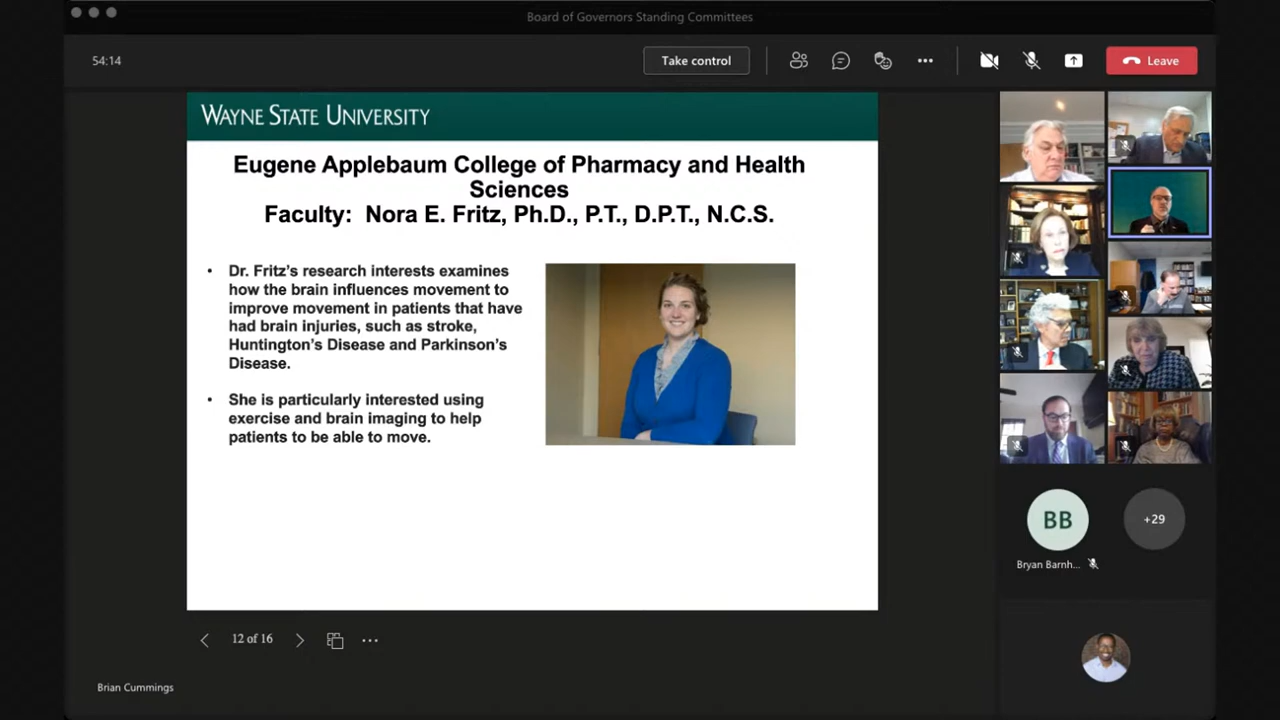 Board of Governors Standing Committees
54:14
Take control
Leave
WAYNE STATE UNIVERSITY
Eugene Applebaum College of Pharmacy and Health
Sciences
Faculty: Nora E. Fritz, Ph.D., P.T., D.P.T., N.C.S.
• Dr. Fritz’s research interests examines
how the brain influences movement to
improve movement in patients that have
had brain injuries, such as stroke,
Huntington’s Disease and Parkinson’s
Disease.
• She is particularly interested using
exercise and brain imaging to help
patients to be able to move.
BB
+29
Bryan Barnh...
12 of 16
Brian Cummings